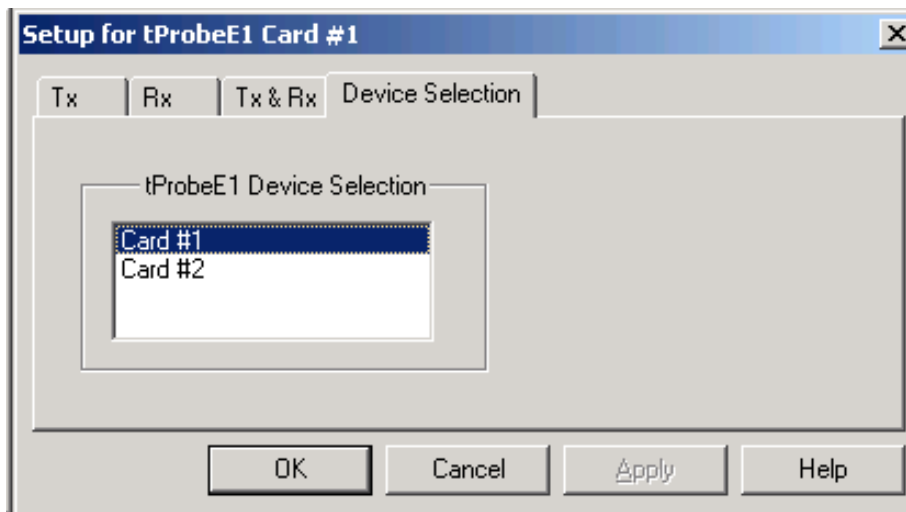 Setup for tProbeE1 Card #1
Tx Rx Tx & Rx Device Selection
tProbeE1 Device Selection
Card #1
Card #2
OK Cancel Apply Help